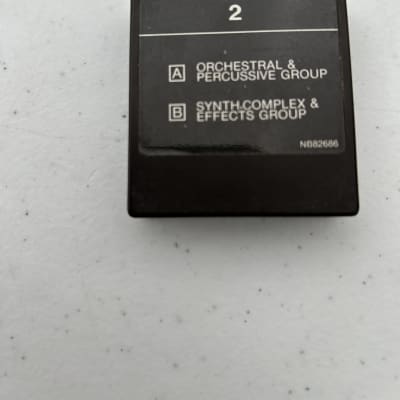 2
A ORCHESTRAL &
PERCUSSIVE GROUP
B SYNTH.COMPLEX &
EFFECTS GROUP
NB82686